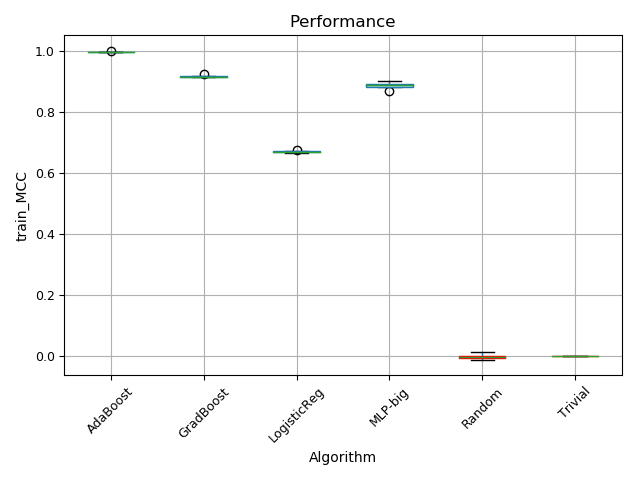 Performance
1.0
0.8
0.6
0.4
0.2
0.0
train_MCC
AdaBoost
GradBoost
LogisticReg
MLP-big
Random
Trivial
Algorithm